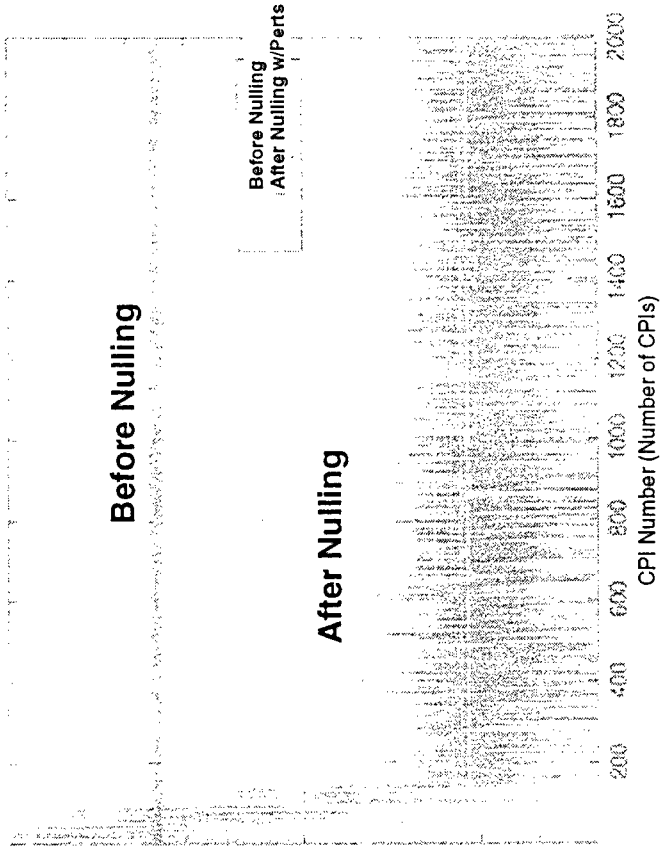 Before Nulling
After Nulling
Before Nulling
After Nulling w/Perts
200
400
600
800
1000
1200
1400
1600
1800
2000
CPI Number (Number of CPIs)